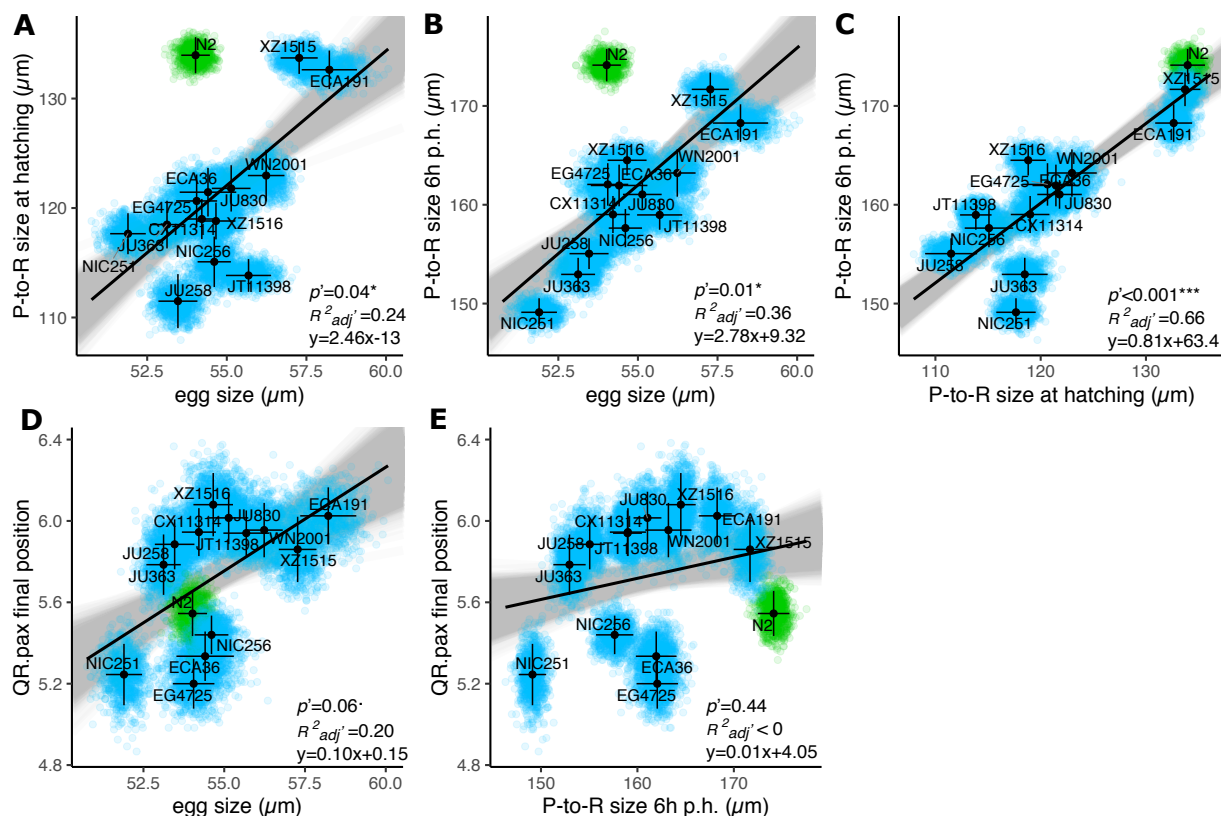 A
P-to-R size at hatching (µm)
130
120
110
N2
XZ1515
ECA191
WN2001
ECA36
JU830
EG4725
CX11314
XZ1516
JU363
NIC251
NIC256
JU258
JT11398
p'=0.04*
R²adj'=0.24
y=2.46x-13
52.5 55.0 57.5 60.0
egg size (µm)
B
P-to-R size 6h p.h. (µm)
170
160
150
N2
XZ1515
ECA191
XZ1516
WN2001
EG4725
ECA36
CX11314
JU830
JT11398
NIC256
JU258
JU363
NIC251
p'=0.01*
R²adj'=0.36
y=2.78x+9.32
52.5 55.0 57.5 60.0
egg size (µm)
C
P-to-R size 6h p.h. (µm)
170
160
150
N2
XZ1515
ECA191
XZ1516
WN2001
EG4725
ECA36
JT11398
JU830
CX11314
NIC256
JU258
JU363
NIC251
p'<0.001***
R²adj'=0.66
y=0.81x+63.4
110 120 130
P-to-R size at hatching (µm)
D
QR.pax final position
6.4
6.0
5.6
5.2
4.8
XZ1516
ECA191
CX11314
JU830
JU258
JT11398
WN2001
JU363
XZ1515
N2
NIC256
NIC251
ECA36
EG4725
p'=0.06·
R²adj'=0.20
y=0.10x+0.15
52.5 55.0 57.5 60.0
egg size (µm)
E
QR.pax final position
6.4
6.0
5.6
5.2
4.8
XZ1516
JU830
ECA191
CX11314
JU258
JT11398
WN2001
XZ1515
JU363
NIC256
N2
NIC251
ECA36
EG4725
p'=0.44
R²adj'<0
y=0.01x+4.05
150 160 170
P-to-R size 6h p.h. (µm)